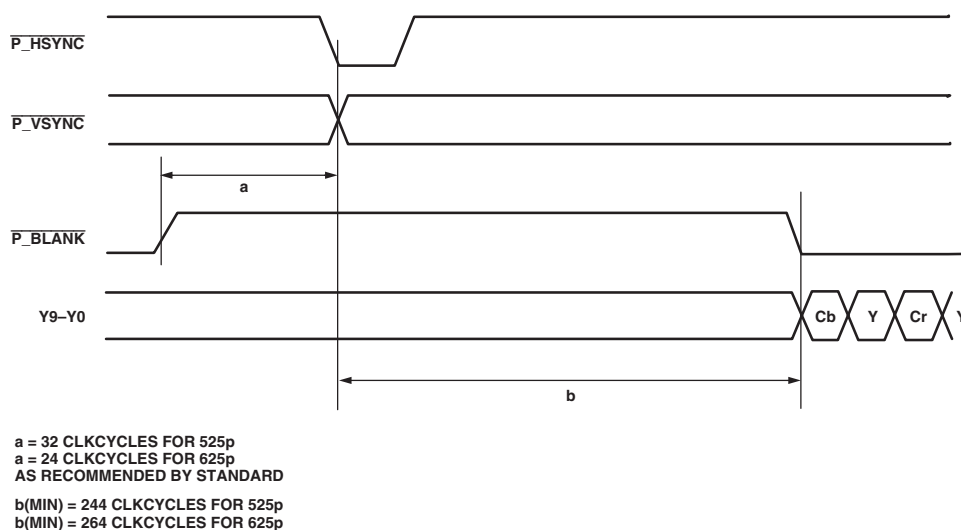 P_HSYNC
P_VSYNC
a
P_BLANK
Y9–Y0
Cb Y Cr Y
b
a = 32 CLKCYCLES FOR 525p
a = 24 CLKCYCLES FOR 625p
AS RECOMMENDED BY STANDARD
b(MIN) = 244 CLKCYCLES FOR 525p
b(MIN) = 264 CLKCYCLES FOR 625p